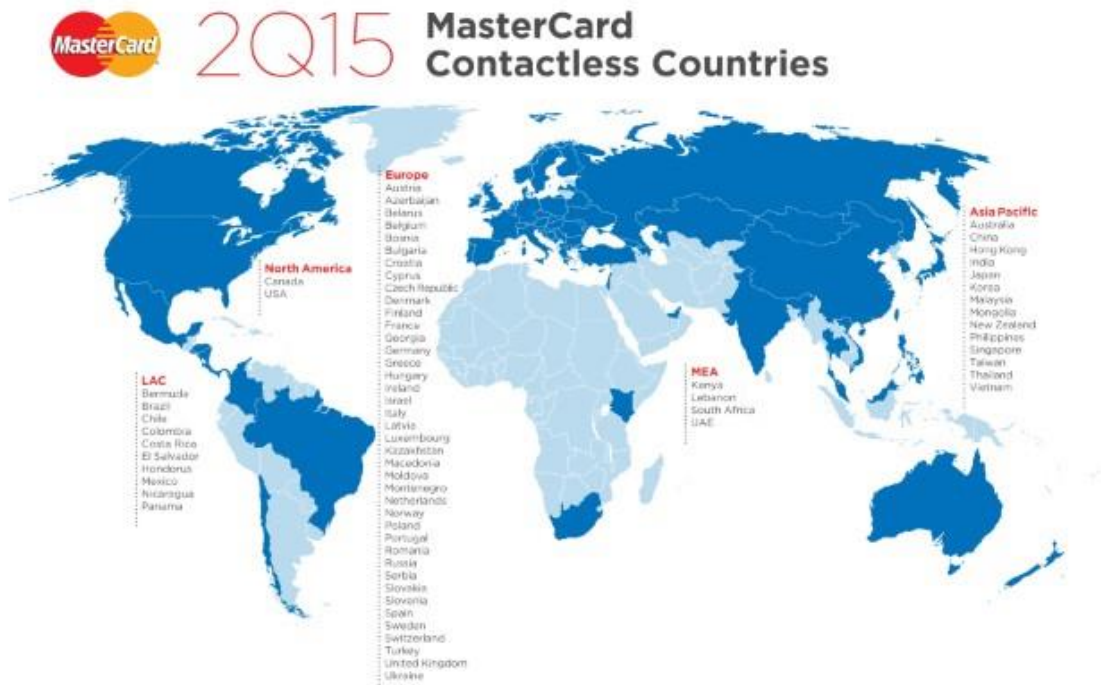 MasterCard
2Q15
MasterCard
Contactless Countries
North America
Canada
USA
LAC
Bermuda
Brazil
Chile
Colombia
Costa Rica
El Salvador
Hondorus
Mexico
Nicaragua
Panama
Europe
Austria
Azerbaijan
Belarus
Belgium
Bosnia
Bulgaria
Croatia
Cyprus
Czech Republic
Denmark
Finland
France
Georgia
Germany
Greece
Hungary
Ireland
Israel
Italy
Latvia
Luxembourg
Kazakhstan
Macedonia
Moldova
Montenegro
Netherlands
Norway
Poland
Portugal
Romania
Russia
Serbia
Slovakia
Slovenia
Spain
Sweden
Switzerland
Turkey
United Kingdom
Ukraine
MEA
Kenya
Lebanon
South Africa
UAE
Asia Pacific
Australia
China
Hong Kong
India
Japan
Korea
Malaysia
Mongolia
New Zealand
Philippines
Singapore
Taiwan
Thailand
Vietnam